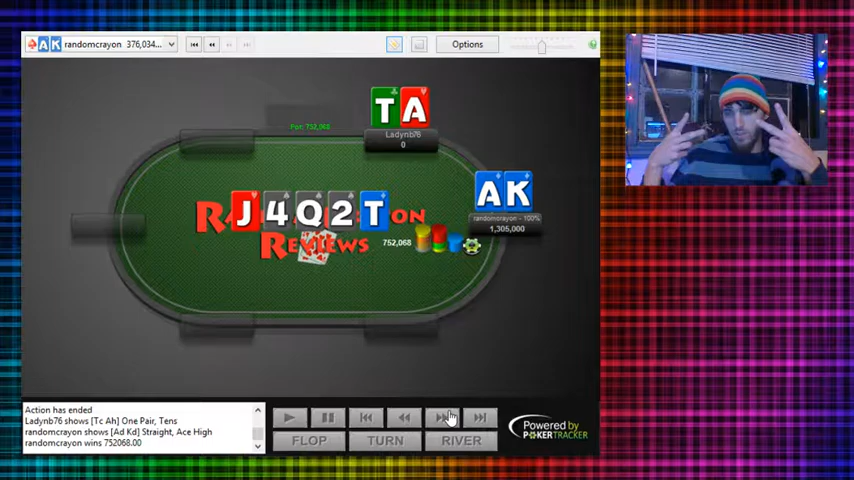 AK randomcrayon 376,034...
Options
Pot: 752,068
TA
Ladynb76
0
J4Q2T
AK
randomcrayon - 100%
1,305,000
REVIEWS
752,068
Action has ended
Ladynb76 shows [Tc Ah] One Pair, Tens
randomcrayon shows [Ad Kd] Straight, Ace High
randomcrayon wins 752068.00
FLOP
TURN
RIVER
Powered by
POKERTRACKER